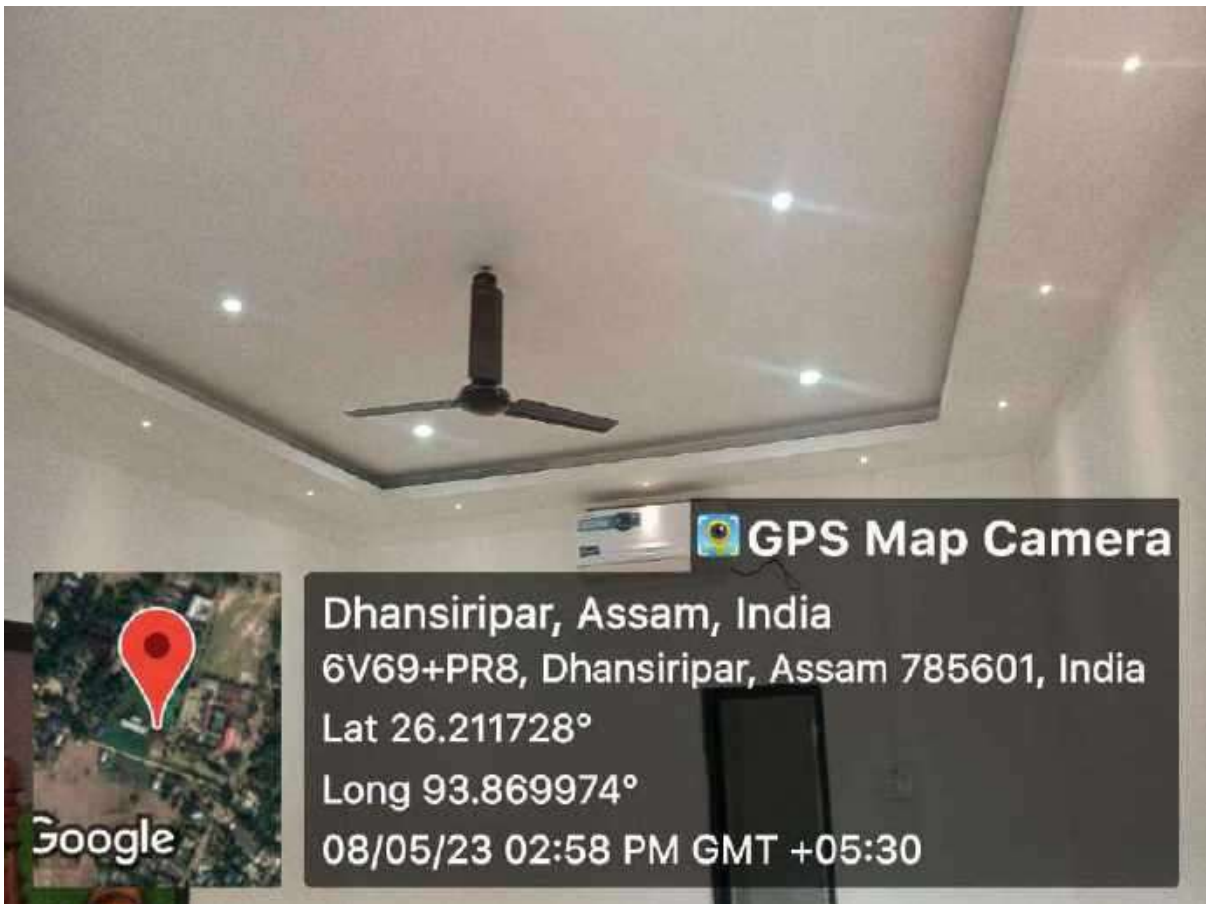 GPS Map Camera
Dhansiripar, Assam, India
6V69+PR8, Dhansiripar, Assam 785601, India
Lat 26.211728°
Long 93.869974°
08/05/23 02:58 PM GMT +05:30
Google